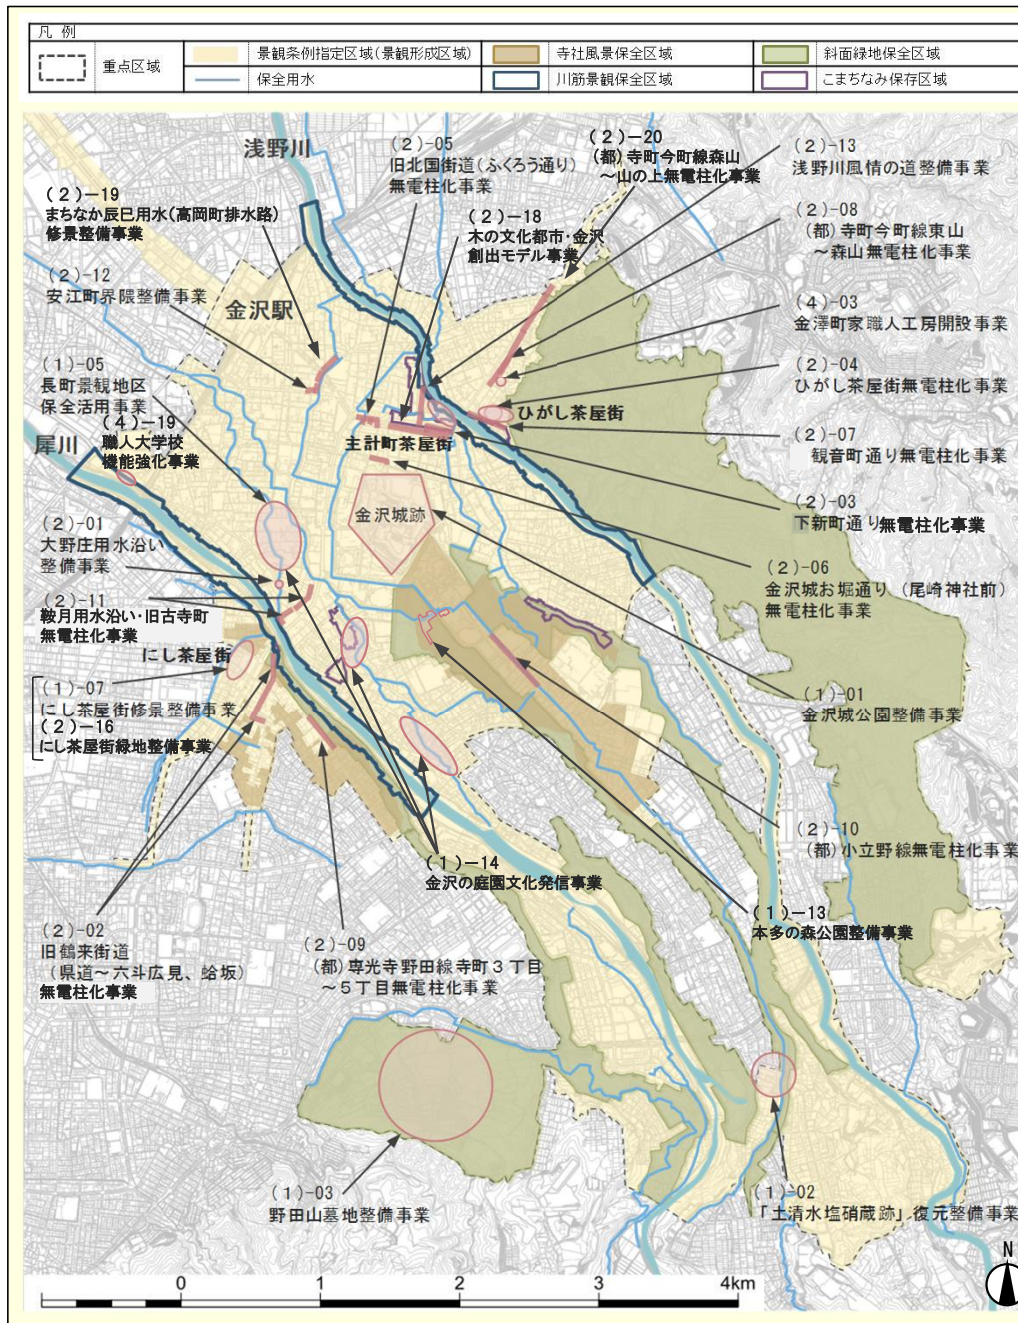 凡 例
重点区域
景観条例指定区域(景観形成区域)
寺社風景保全区域
斜面緑地保全区域
保全用水
川筋景観保全区域
こまちなみ保存区域
浅野川
(2)-05
旧北国街道(ふくろう通り)
無電柱化事業
(2)-20
(都)寺町今町線森山
～山の上無電柱化事業
(2)-13
浅野川風情の道整備事業
(2)-19
まちなか辰巳用水(高岡町排水路)
修景整備事業
(2)-18
木の文化都市・金沢
創出モデル事業
(2)-08
(都)寺町今町線東山
～森山無電柱化事業
(2)-12
安江町界隈整備事業
金沢駅
(4)-03
金澤町家職人工房開設事業
(1)-05
長町景観地区
保全活用事業
(2)-04
ひがし茶屋街無電柱化事業
ひがし茶屋街
(4)-19
職人大学校
機能強化事業
主計町茶屋街
(2)-07
観音町通り無電柱化事業
犀川
金沢城跡
(2)-03
下新町通り無電柱化事業
(2)-01
大野庄用水沿い
整備事業
(2)-06
金沢城お堀通り（尾崎神社前）
無電柱化事業
(2)-11
鞍月用水沿い・旧古寺町
無電柱化事業
にし茶屋街
(1)-07
にし茶屋街修景整備事業
(2)-16
にし茶屋街緑地整備事業
(1)-01
金沢城公園整備事業
(2)-10
(都)小立野線無電柱化事業
(1)-14
金沢の庭園文化発信事業
(1)-13
本多の森公園整備事業
(2)-02
旧鶴来街道
（県道～六斗広見、蛤坂）
無電柱化事業
(2)-09
(都)専光寺野田線寺町3丁目
～5丁目無電柱化事業
(1)-03
野田山墓地整備事業
(1)-02
「土清水塩硝蔵跡」復元整備事業
N
0 1 2 3 4km